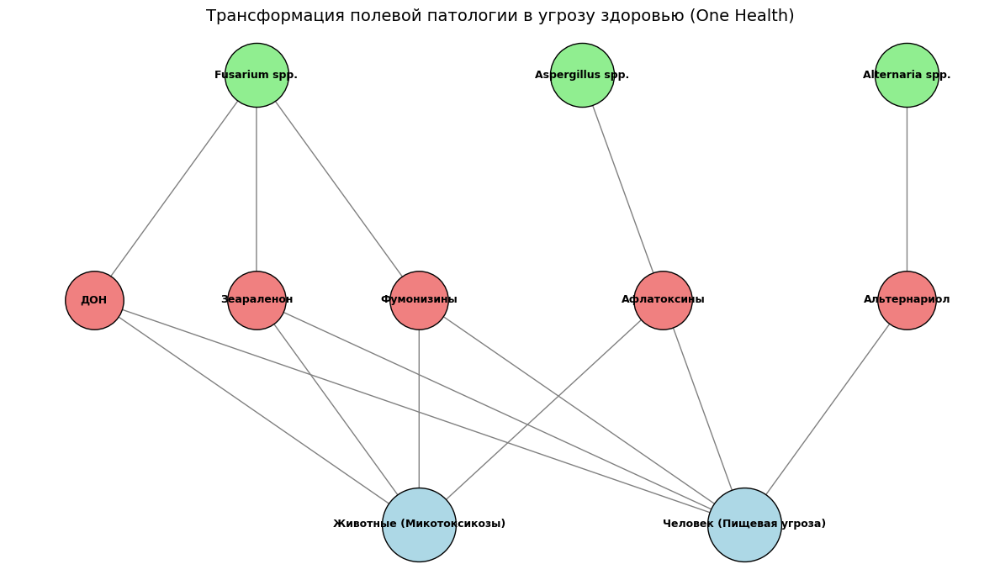 Трансформация полевой патологии в угрозу здоровью (One Health)
Fusarium spp.
Aspergillus spp.
Alternaria spp.
ДОН
Зеараленон
Фумонизины
Афлатоксины
Альтернариол
Животные (Микотоксикозы)
Человек (Пищевая угроза)